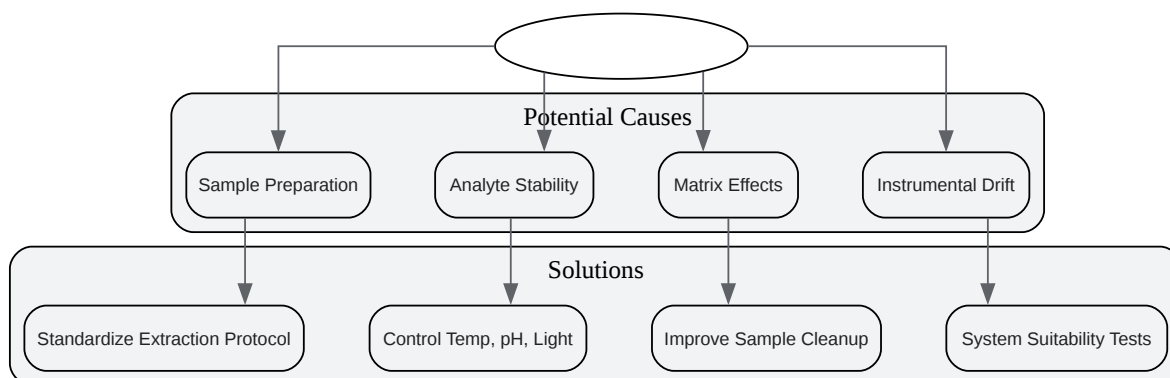 Potential Causes
Sample Preparation
Analyte Stability
Matrix Effects
Instrumental Drift
Solutions
Standardize Extraction Protocol
Control Temp, pH, Light
Improve Sample Cleanup
System Suitability Tests